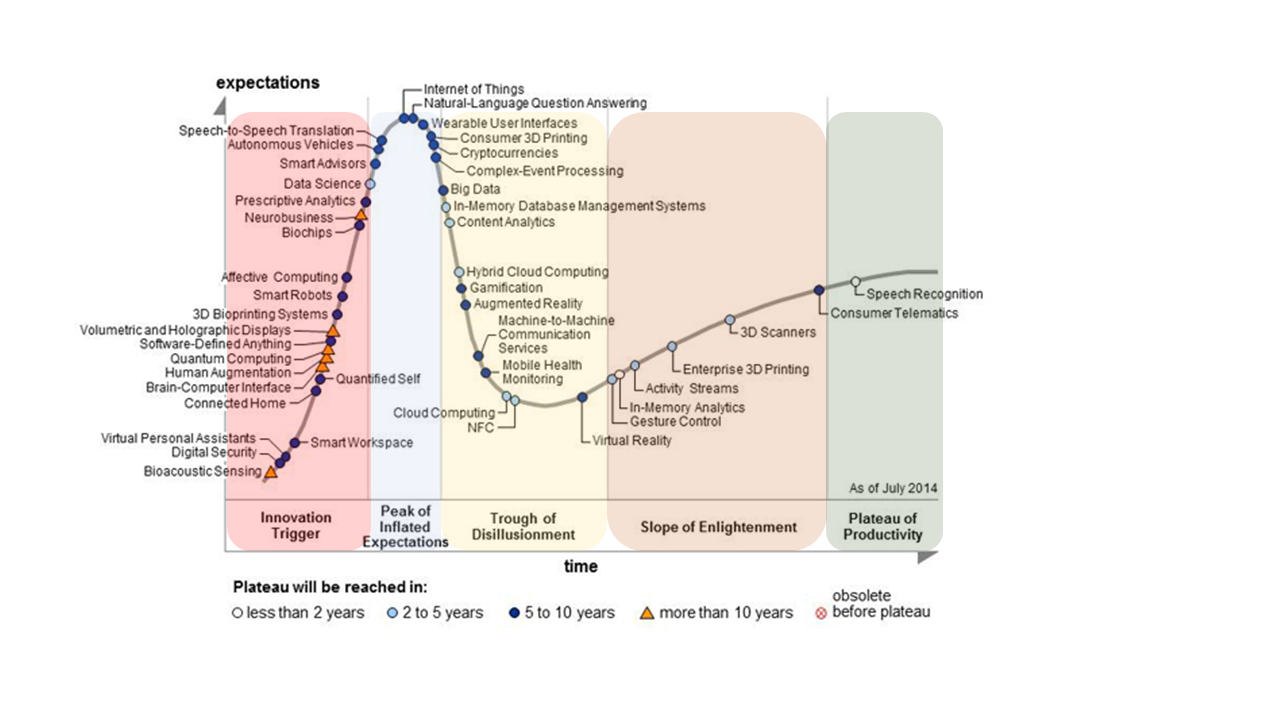 expectations
Internet of Things
Natural-Language Question Answering
Wearable User Interfaces
Speech-to-Speech Translation
Consumer 3D Printing
Autonomous Vehicles
Cryptocurrencies
Smart Advisors
Complex-Event Processing
Data Science
Big Data
Prescriptive Analytics
In-Memory Database Management Systems
Neurobusiness
Content Analytics
Biochips
Hybrid Cloud Computing
Affective Computing
Gamification
Smart Robots
Augmented Reality
3D Bioprinting Systems
Machine-to-Machine
Communication
Services
Volumetric and Holographic Displays
Software-Defined Anything
Quantum Computing
Mobile Health
Monitoring
Human Augmentation
Quantified Self
Brain-Computer Interface
Connected Home
Cloud Computing
NFC
Virtual Personal Assistants
Smart Workspace
Digital Security
Bioacoustic Sensing
Speech Recognition
Consumer Telematics
3D Scanners
Enterprise 3D Printing
Activity Streams
In-Memory Analytics
Gesture Control
Virtual Reality
As of July 2014
Innovation
Trigger
Peak of
Inflated
Expectations
Trough of
Disillusionment
Slope of Enlightenment
Plateau of
Productivity
time
Plateau will be reached in:
less than 2 years
2 to 5 years
5 to 10 years
more than 10 years
obsolete
before plateau